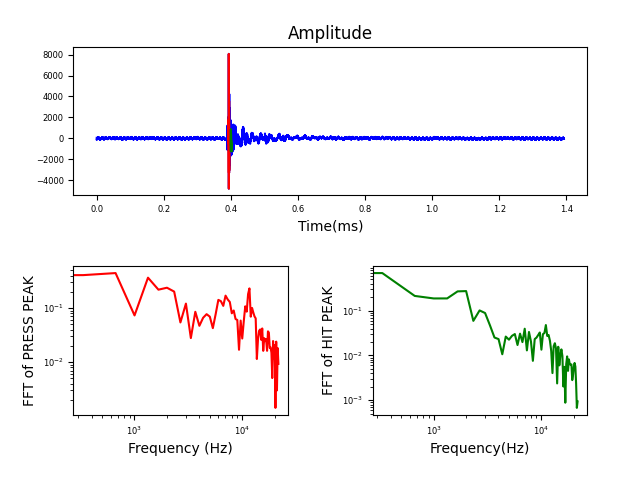 Amplitude
8000
6000
4000
2000
0
−2000
−4000
0.0 0.2 0.4 0.6 0.8 1.0 1.2 1.4
Time(ms)
FFT of PRESS PEAK
10⁻¹
10⁻²
10³ 10⁴
Frequency (Hz)
FFT of HIT PEAK
10⁻¹
10⁻²
10⁻³
10³ 10⁴
Frequency(Hz)